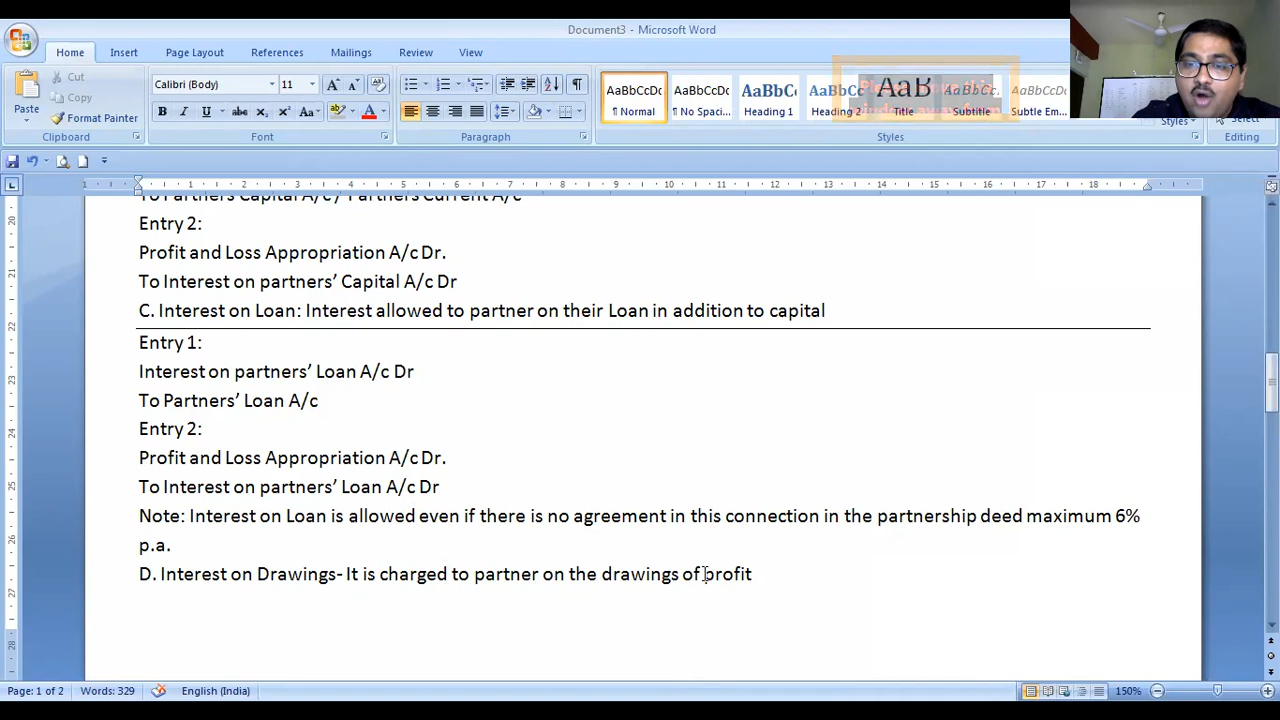 Document3 - Microsoft Word
Home Insert Page Layout References Mailings Review View
Paste
Cut
Copy
Format Painter
Clipboard
Calibri (Body) 11
Font
Paragraph
AaBbCcDc AaBbCcDc AaBbCc AaBbCc AaB AaBbCc. AaBbCcDc
¶ Normal ¶ No Spaci... Heading 1 Heading 2 Title Subtitle Subtle Em...
Styles
Styles
Select
Editing
To Partners Capital A/c / Partners Current A/c
Entry 2:
Profit and Loss Appropriation A/c Dr.
To Interest on partners’ Capital A/c Dr
C. Interest on Loan: Interest allowed to partner on their Loan in addition to capital
Entry 1:
Interest on partners’ Loan A/c Dr
To Partners’ Loan A/c
Entry 2:
Profit and Loss Appropriation A/c Dr.
To Interest on partners’ Loan A/c Dr
Note: Interest on Loan is allowed even if there is no agreement in this connection in the partnership deed maximum 6%
p.a.
D. Interest on Drawings- It is charged to partner on the drawings of profit
Page: 1 of 2 Words: 329 English (India) 150%